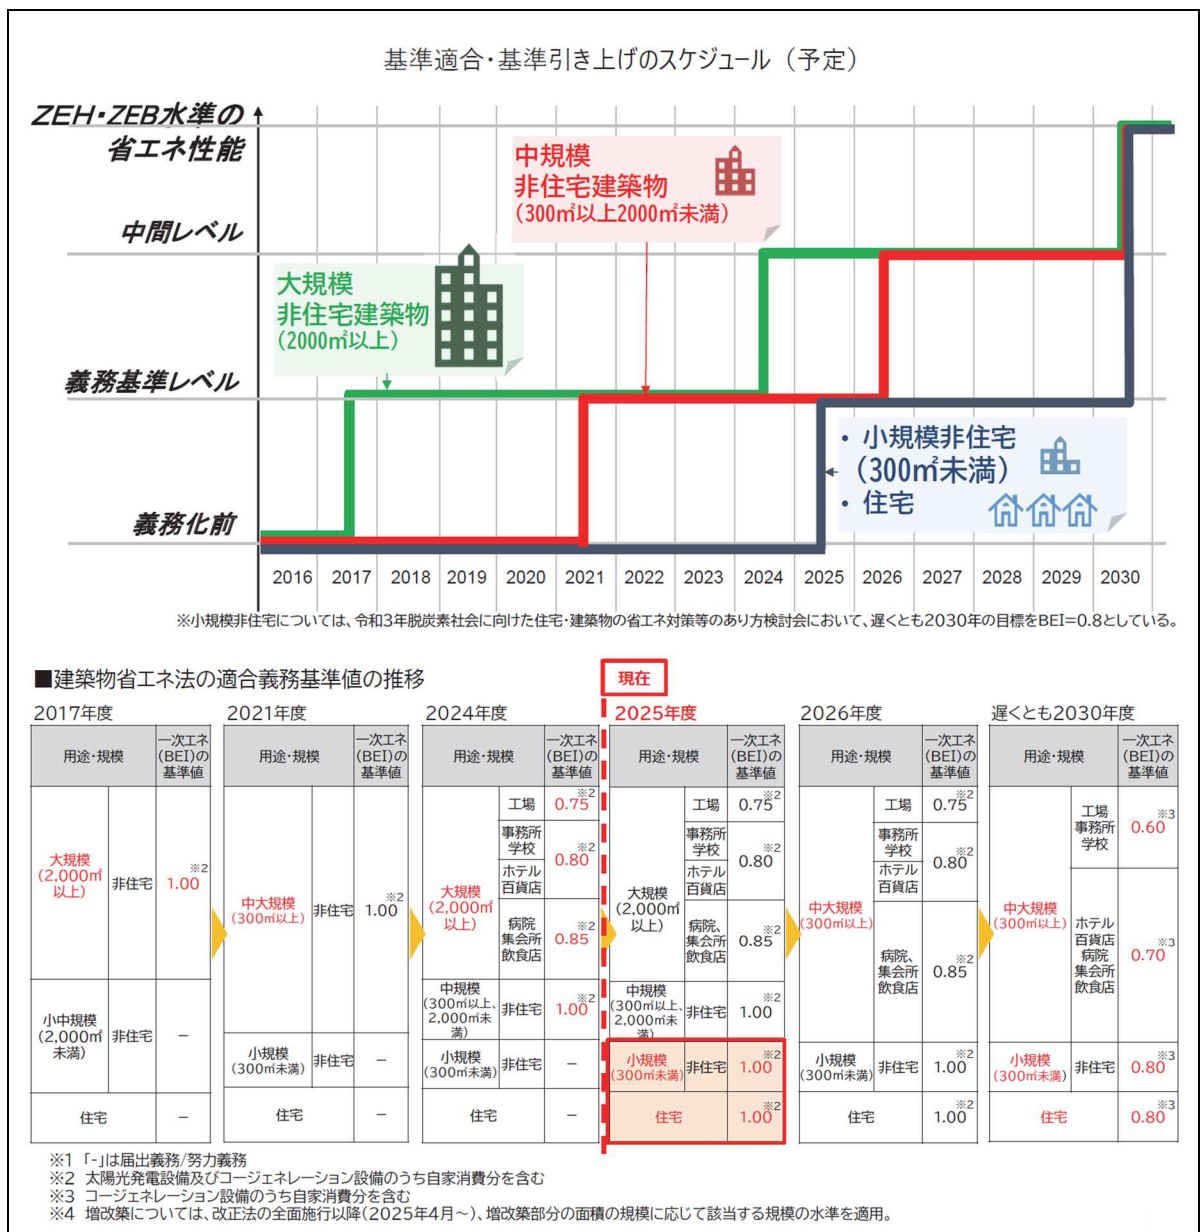 基準適合・基準引き上げのスケジュール（予定）
ZEH・ZEB水準の
省エネ性能
中間レベル
義務基準レベル
義務化前
大規模
非住宅建築物
(2000㎡以上)
中規模
非住宅建築物
(300㎡以上2000㎡未満)
・ 小規模非住宅
(300㎡未満)
・ 住宅
2016 2017 2018 2019 2020 2021 2022 2023 2024 2025 2026 2027 2028 2029 2030
※小規模非住宅については、令和3年脱炭素社会に向けた住宅・建築物の省エネ対策等のあり方検討会において、遅くとも2030年の目標をBEI=0.8としている。
■建築物省エネ法の適合義務基準値の推移
現在
2017年度
用途・規模
一次エネ
(BEI)の
基準値
大規模
(2,000㎡
以上)
非住宅
※2
1.00
小中規模
(2,000㎡
未満)
非住宅
－
住宅
－
2021年度
用途・規模
一次エネ
(BEI)の
基準値
中大規模
(300㎡以上)
非住宅
※2
1.00
小規模
(300㎡未満)
非住宅
－
住宅
－
2024年度
用途・規模
一次エネ
(BEI)の
基準値
大規模
(2,000㎡
以上)
工場
※2
0.75
事務所
学校
ホテル
百貨店
※2
0.80
病院
集会所
飲食店
※2
0.85
中規模
(300㎡以上、
2,000㎡未
満)
非住宅
※2
1.00
小規模
(300㎡未満)
非住宅
－
住宅
－
2025年度
用途・規模
一次エネ
(BEI)の
基準値
大規模
(2,000㎡
以上)
工場
※2
0.75
事務所
学校
ホテル
百貨店
※2
0.80
病院、
集会所
飲食店
※2
0.85
中規模
(300㎡以上、
2,000㎡未
満)
非住宅
※2
1.00
小規模
(300㎡未満)
非住宅
※2
1.00
住宅
※2
1.00
2026年度
用途・規模
一次エネ
(BEI)の
基準値
中大規模
(300㎡以上)
工場
※2
0.75
事務所
学校
ホテル
百貨店
※2
0.80
病院、
集会所
飲食店
※2
0.85
小規模
(300㎡未満)
非住宅
※2
1.00
住宅
※2
1.00
遅くとも2030年度
用途・規模
一次エネ
(BEI)の
基準値
中大規模
(300㎡以上)
工場
事務所
学校
※3
0.60
ホテル
百貨店
病院
集会所
飲食店
※3
0.70
小規模
(300㎡未満)
非住宅
※3
0.80
住宅
※3
0.80
※1 「-」は届出義務/努力義務
※2 太陽光発電設備及びコージェネレーション設備のうち自家消費分を含む
※3 コージェネレーション設備のうち自家消費分を含む
※4 増改築については、改正法の全面施行以降(2025年4月～)、増改築部分の面積の規模に応じて該当する規模の水準を適用。